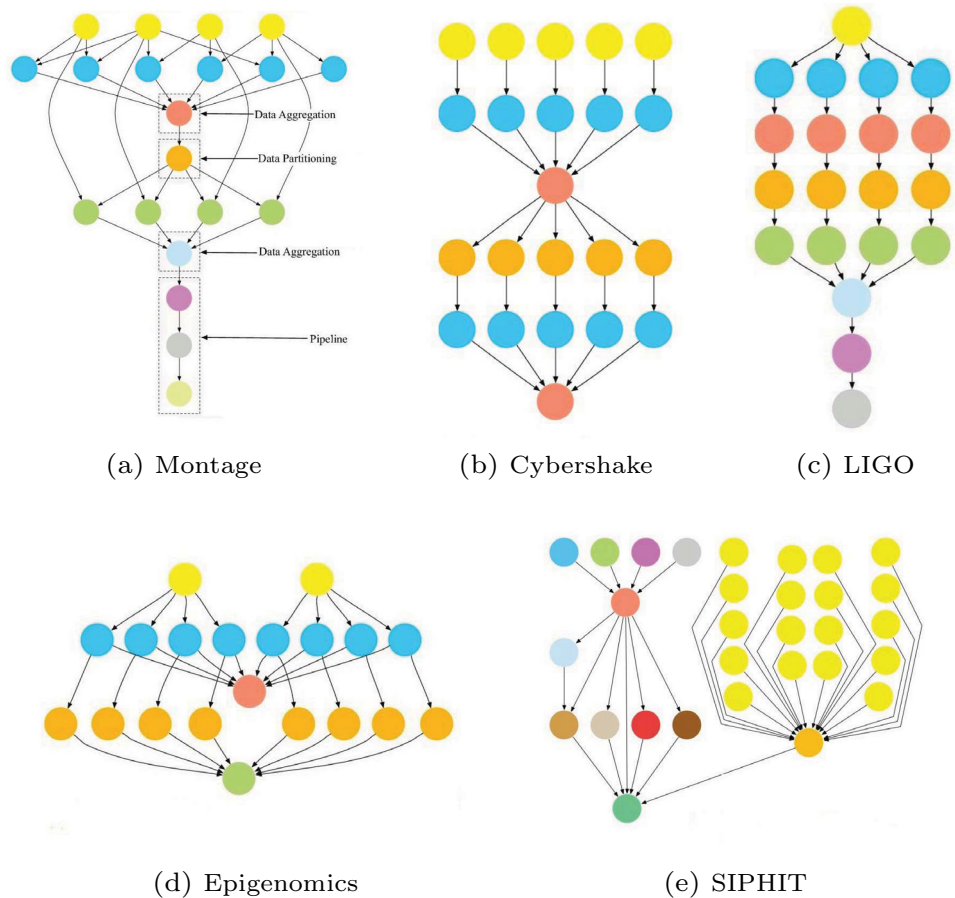 Data Aggregation
Data Partitioning
Data Aggregation
Pipeline
(a) Montage
(b) Cybershake
(c) LIGO
(d) Epigenomics
(e) SIPHIT